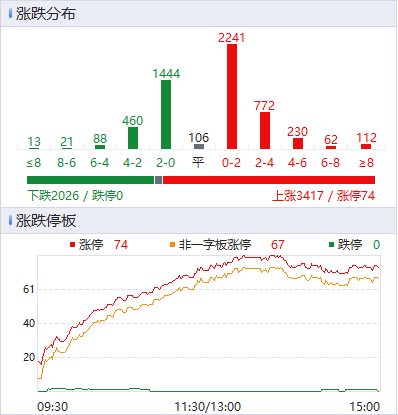 涨跌分布
13 21 88 460 1444 106 2241 772 230 62 112
≤8 8-6 6-4 4-2 2-0 平 0-2 2-4 4-6 6-8 ≥8
下跌2026 / 跌停0 上涨3417 / 涨停74
涨跌停板
涨停 74 非一字板涨停 67 跌停 0
61
40
20
09:30 11:30/13:00 15:00